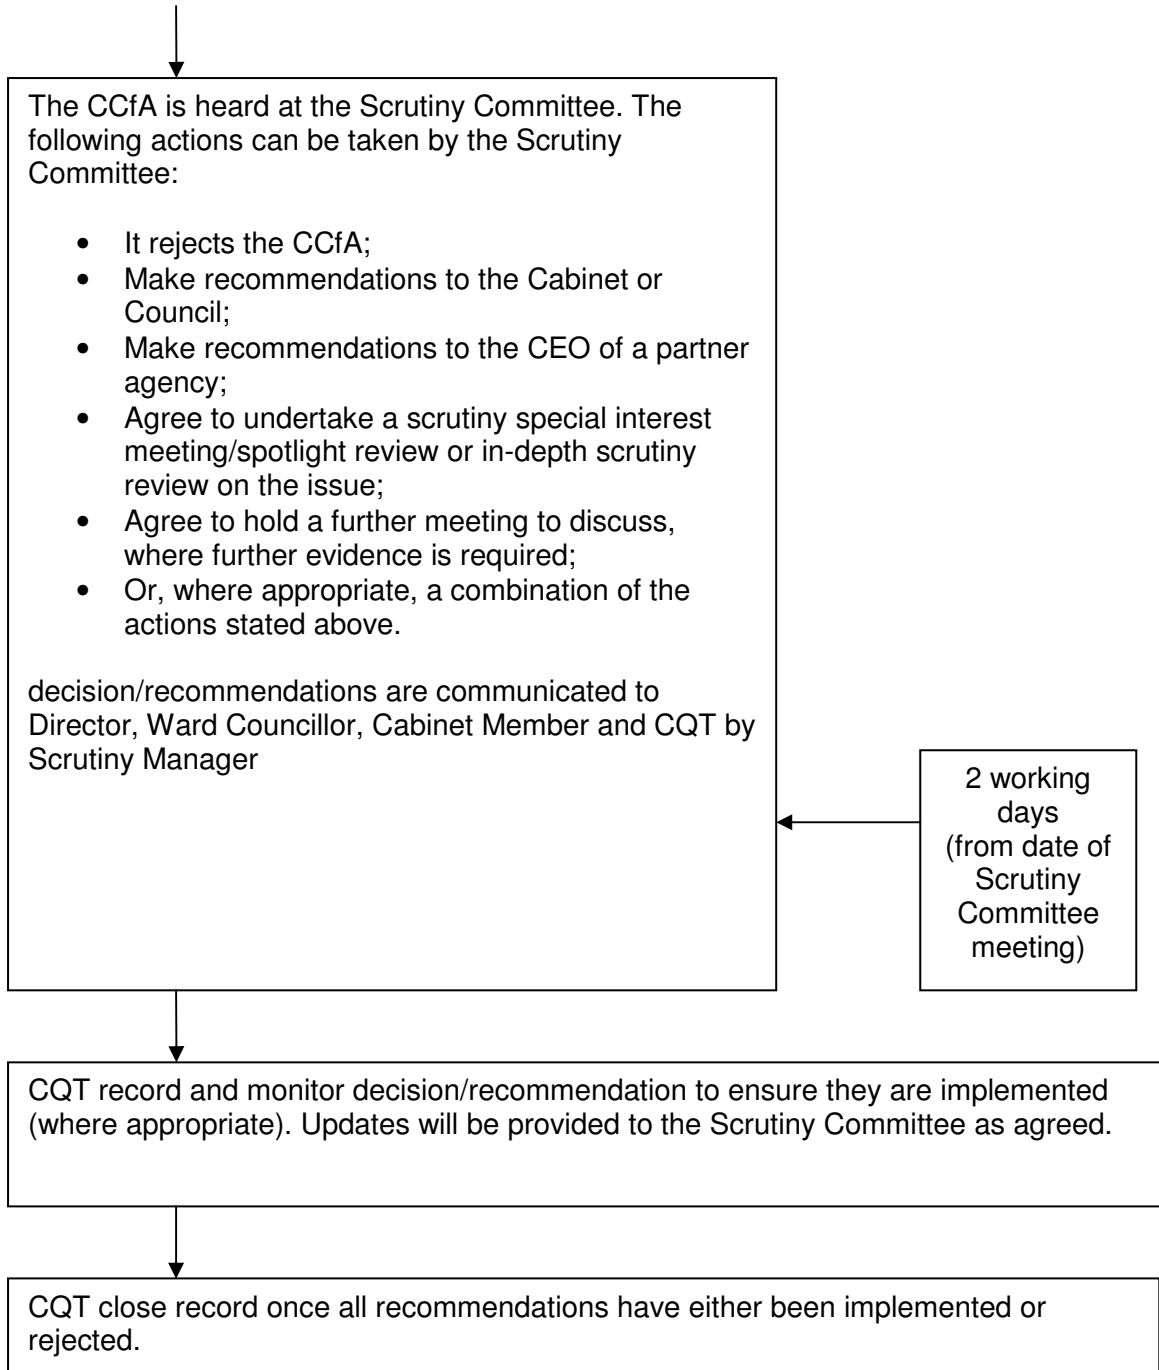 The CCfA is heard at the Scrutiny Committee. The
following actions can be taken by the Scrutiny
Committee:
• It rejects the CCfA;
• Make recommendations to the Cabinet or
Council;
• Make recommendations to the CEO of a partner
agency;
• Agree to undertake a scrutiny special interest
meeting/spotlight review or in-depth scrutiny
review on the issue;
• Agree to hold a further meeting to discuss,
where further evidence is required;
• Or, where appropriate, a combination of the
actions stated above.
decision/recommendations are communicated to
Director, Ward Councillor, Cabinet Member and CQT by
Scrutiny Manager
2 working
days
(from date of
Scrutiny
Committee
meeting)
CQT record and monitor decision/recommendation to ensure they are implemented
(where appropriate). Updates will be provided to the Scrutiny Committee as agreed.
CQT close record once all recommendations have either been implemented or
rejected.